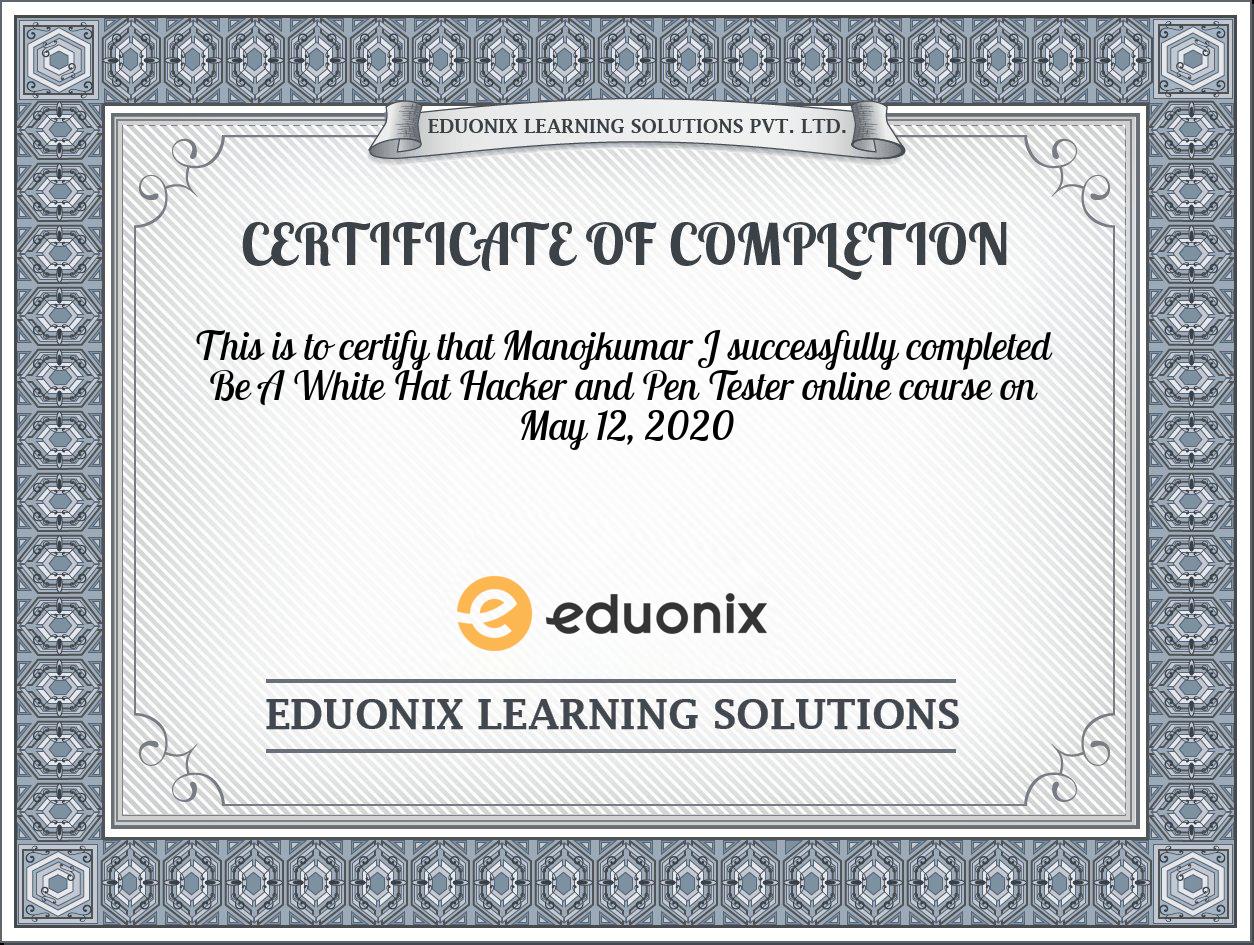 EDUONIX LEARNING SOLUTIONS PVT. LTD.
CERTIFICATE OF COMPLETION
This is to certify that Manojkumar J successfully completed
Be A White Hat Hacker and Pen Tester online course on
May 12, 2020
e eduonix
EDUONIX LEARNING SOLUTIONS